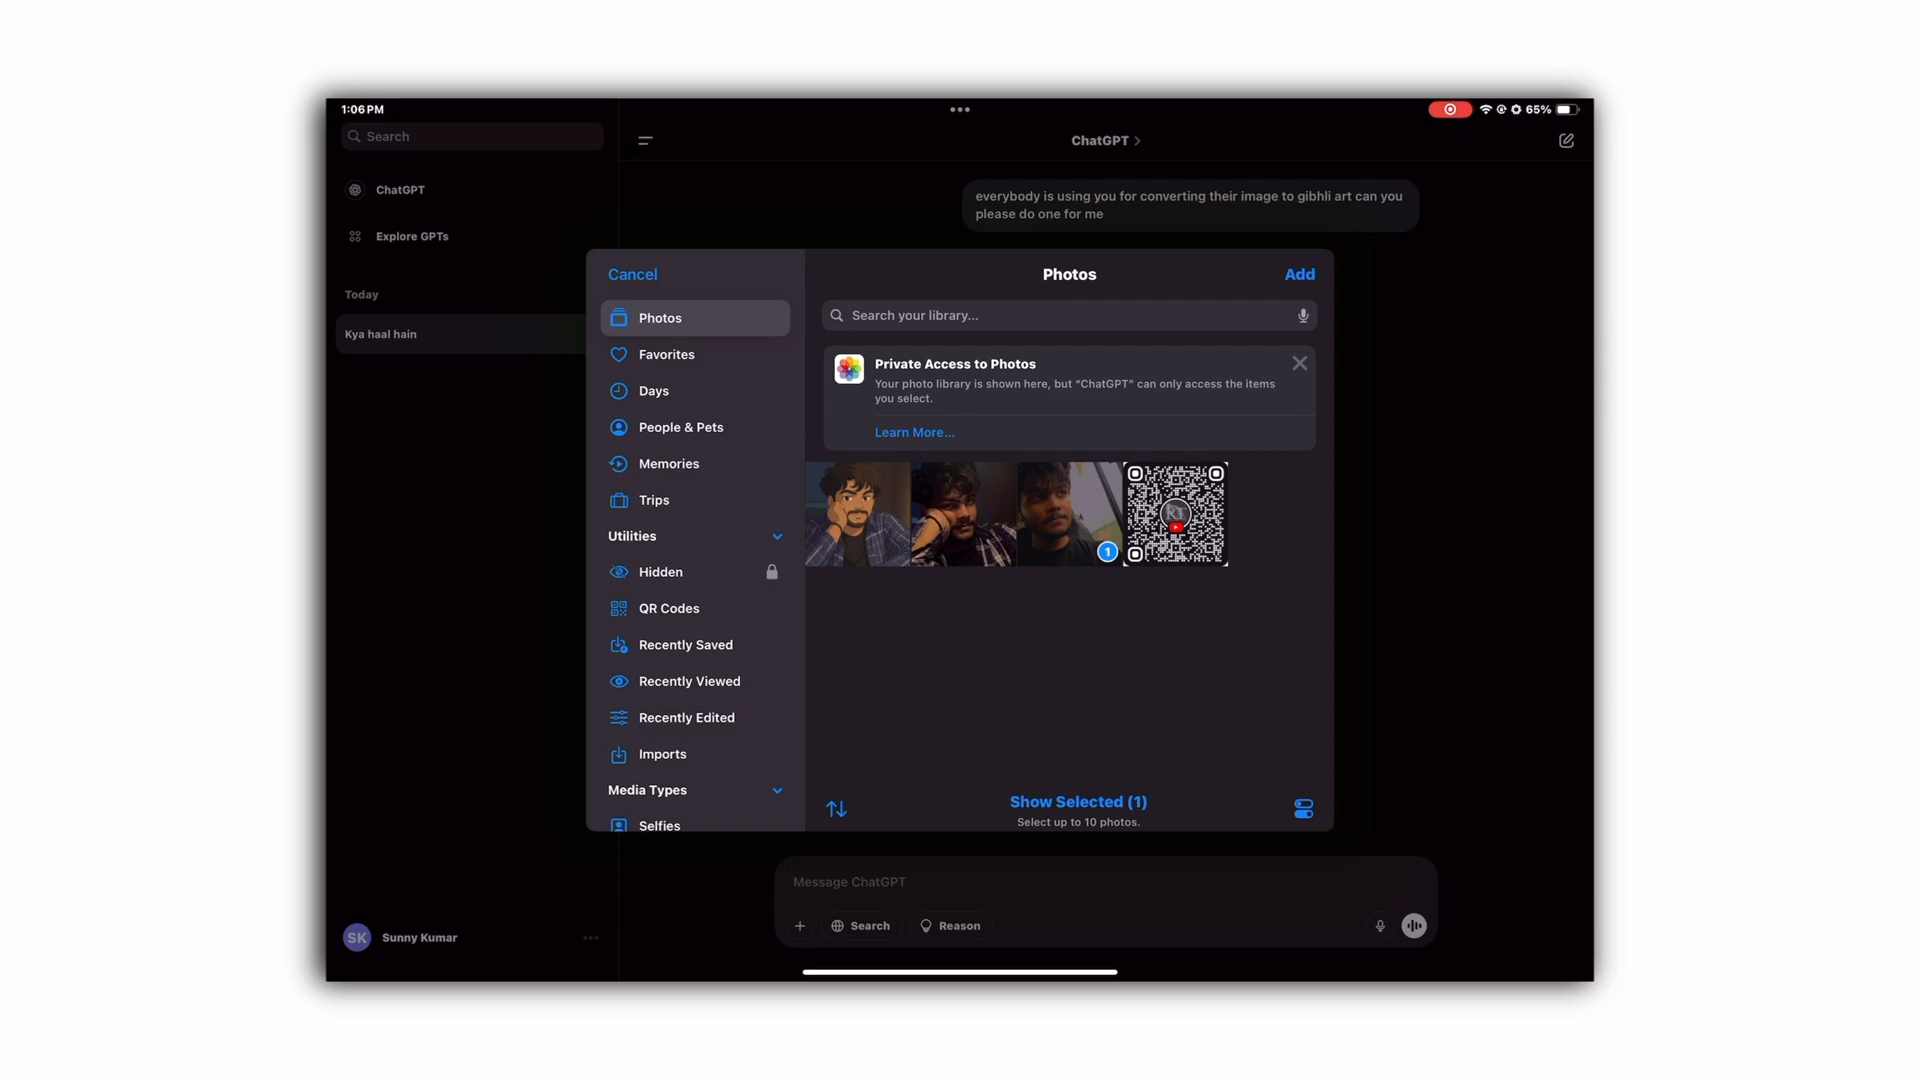 1:06 PM
65%
Search
ChatGPT
Explore GPTs
Today
Kya haal hain
Sunny Kumar
SK
ChatGPT
everybody is using you for converting their image to gibhli art can you
please do one for me
Cancel
Photos
Favorites
Days
People & Pets
Memories
Trips
Utilities
Hidden
QR Codes
Recently Saved
Recently Viewed
Recently Edited
Imports
Media Types
Selfies
Photos
Add
Search your library...
Private Access to Photos
Your photo library is shown here, but "ChatGPT" can only access the items
you select.
Learn More...
RT
1
Show Selected (1)
Select up to 10 photos.
Message ChatGPT
Search
Reason